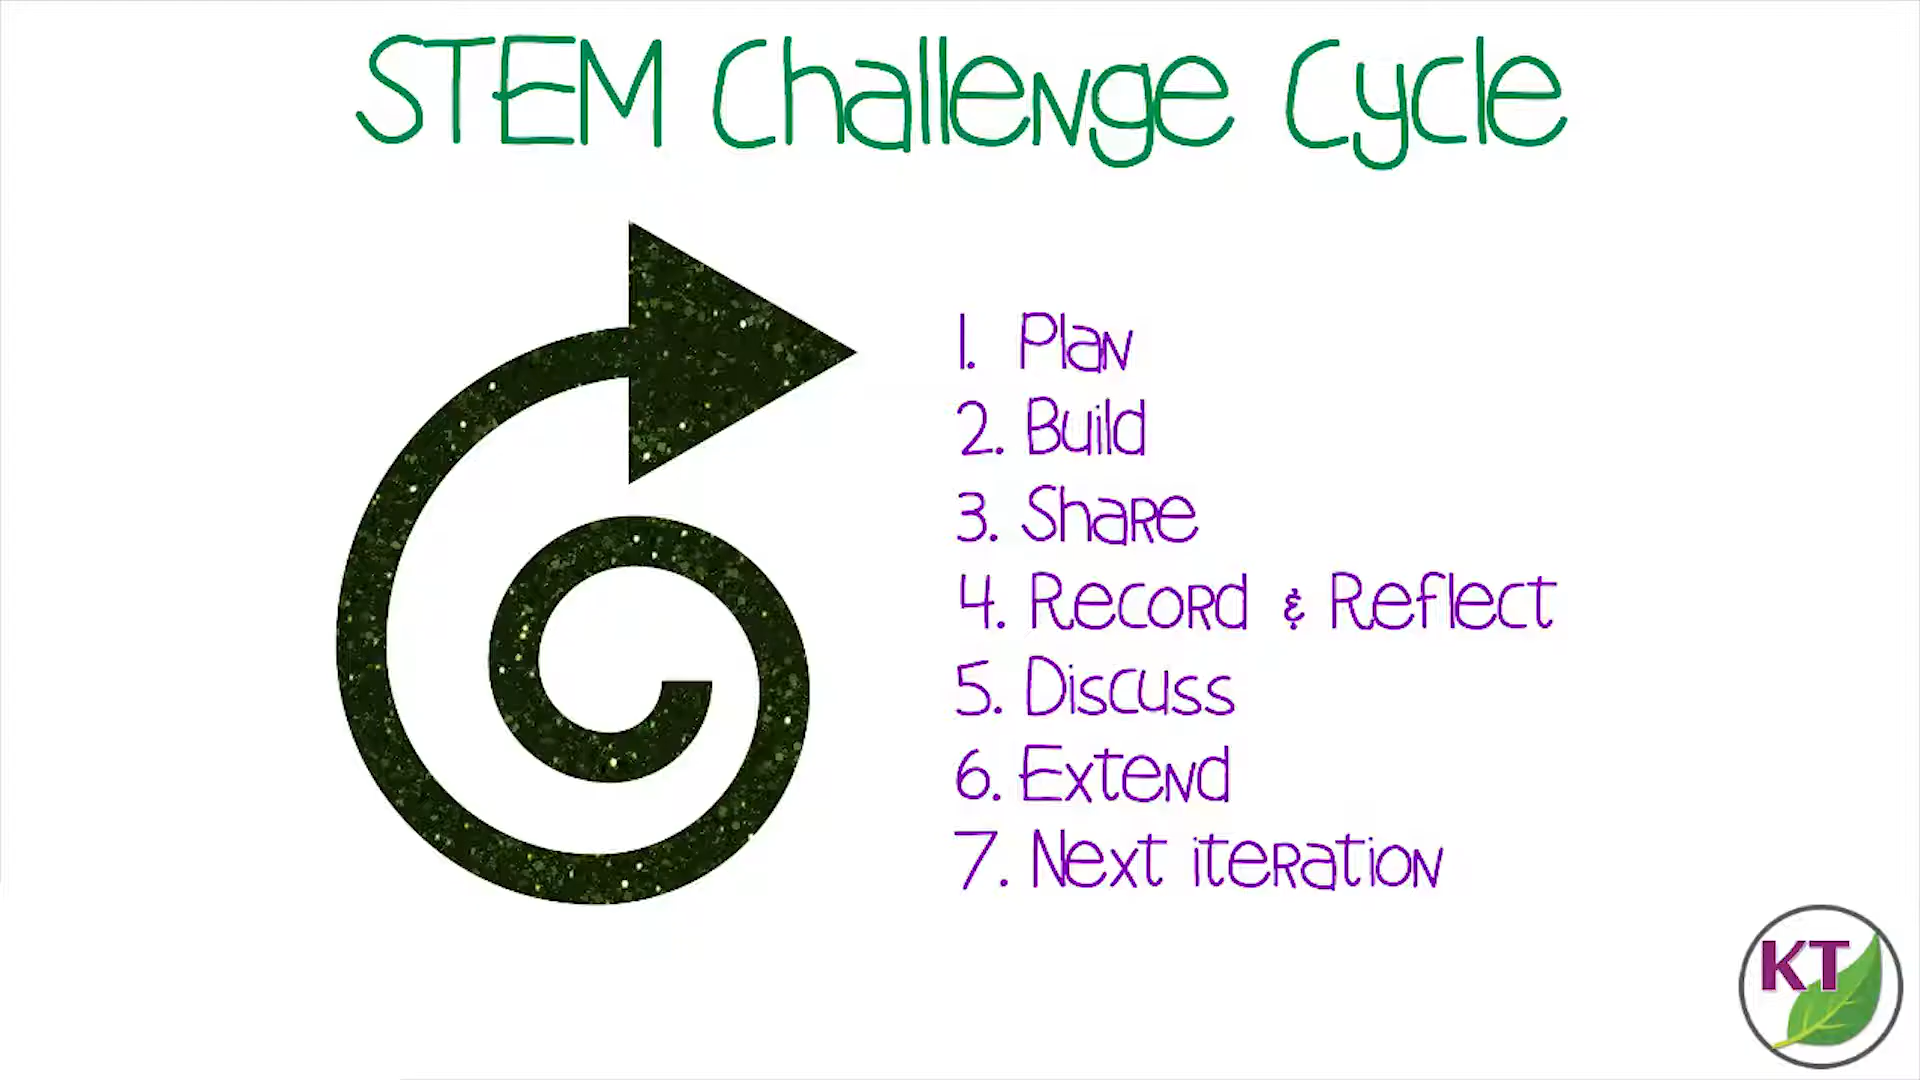 STEM Challenge Cycle
1. Plan
2. Build
3. Share
4. Record & Reflect
5. Discuss
6. Extend
7. Next iteration
KT